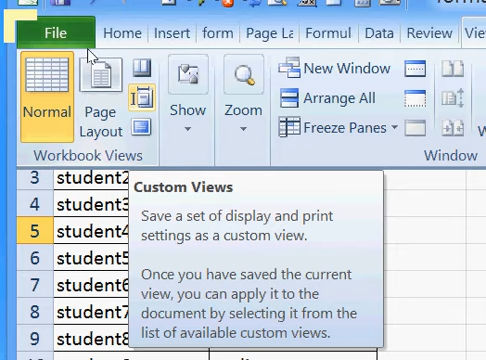 File Home Insert form Page La Formul Data Review Vie
Normal Page Layout Show Zoom New Window
Arrange All
Freeze Panes
Workbook Views Window
3 student2
4 student3
5 student4
6 student5
7 student6
8 student7
9 student8
Custom Views
Save a set of display and print
settings as a custom view.
Once you have saved the current
view, you can apply it to the
document by selecting it from the
list of available custom views.